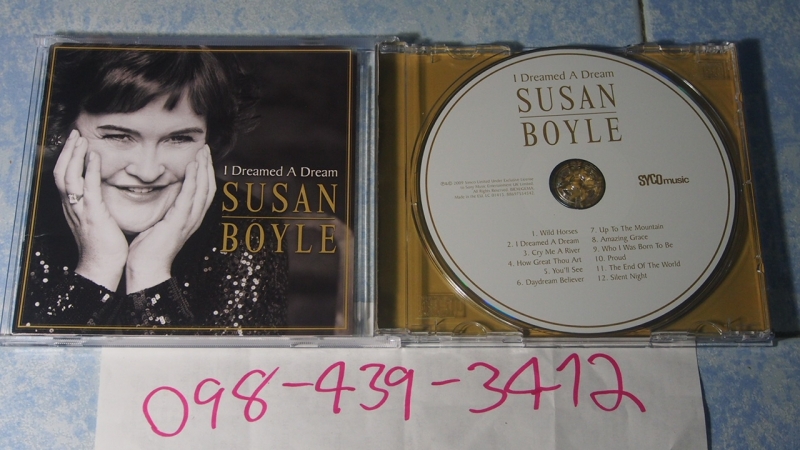 I Dreamed A Dream
SUSAN
BOYLE
I Dreamed A Dream
SUSAN
BOYLE
SYCOmusic
1. Wild Horses
2. I Dreamed A Dream
3. Cry Me A River
4. How Great Thou Art
5. You'll See
6. Daydream Believer
7. Up To The Mountain
8. Amazing Grace
9. Who I Was Born To Be
10. Proud
11. The End Of The World
12. Silent Night
098-439-3412